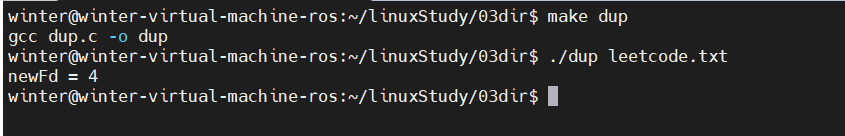 winter@winter-virtual-machine-ros:~/linuxStudy/03dir$ make dup
gcc dup.c -o dup
winter@winter-virtual-machine-ros:~/linuxStudy/03dir$ ./dup leetcode.txt
newFd = 4
winter@winter-virtual-machine-ros:~/linuxStudy/03dir$